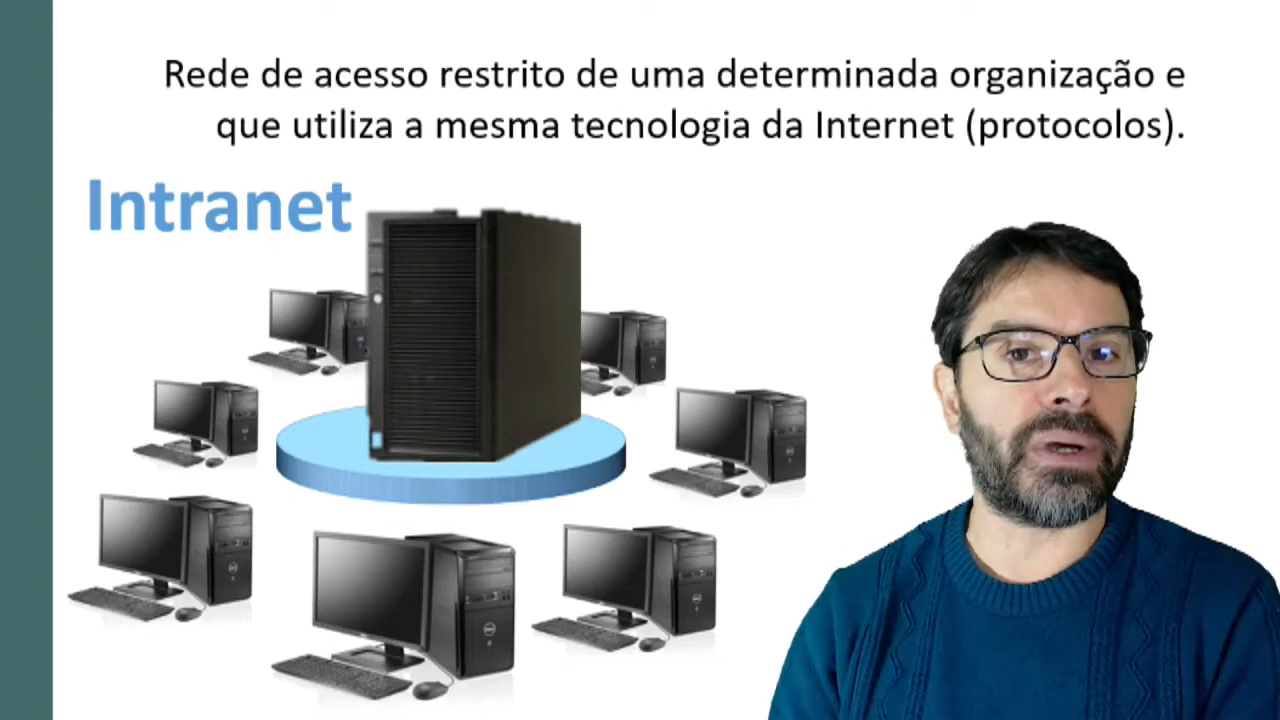 Rede de acesso restrito de uma determinada organização e
que utiliza a mesma tecnologia da Internet (protocolos).
Intranet